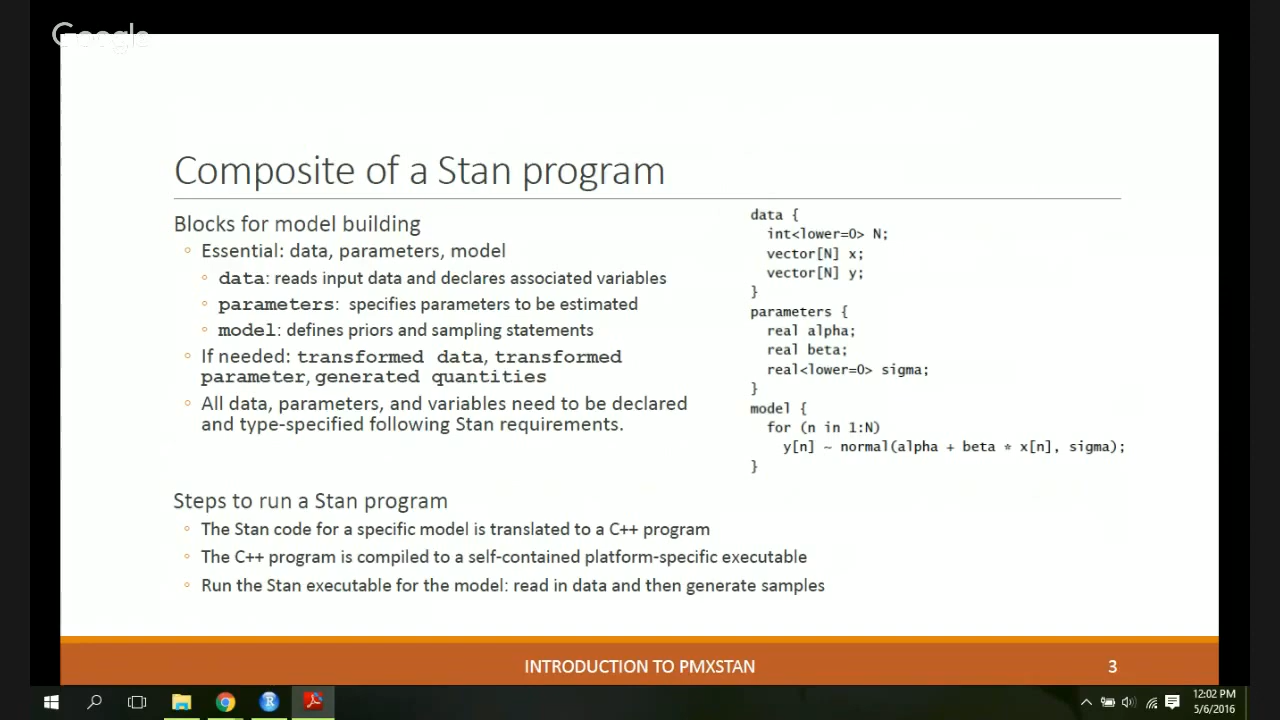 Google
Composite of a Stan program
Blocks for model building
◦ Essential: data, parameters, model
◦ data: reads input data and declares associated variables
◦ parameters: specifies parameters to be estimated
◦ model: defines priors and sampling statements
◦ If needed: transformed data, transformed
parameter, generated quantities
◦ All data, parameters, and variables need to be declared
and type-specified following Stan requirements.
data {
int<lower=0> N;
vector[N] x;
vector[N] y;
}
parameters {
real alpha;
real beta;
real<lower=0> sigma;
}
model {
for (n in 1:N)
y[n] ~ normal(alpha + beta * x[n], sigma);
}
Steps to run a Stan program
◦ The Stan code for a specific model is translated to a C++ program
◦ The C++ program is compiled to a self-contained platform-specific executable
◦ Run the Stan executable for the model: read in data and then generate samples
INTRODUCTION TO PMXSTAN
3
12:02 PM
5/6/2016